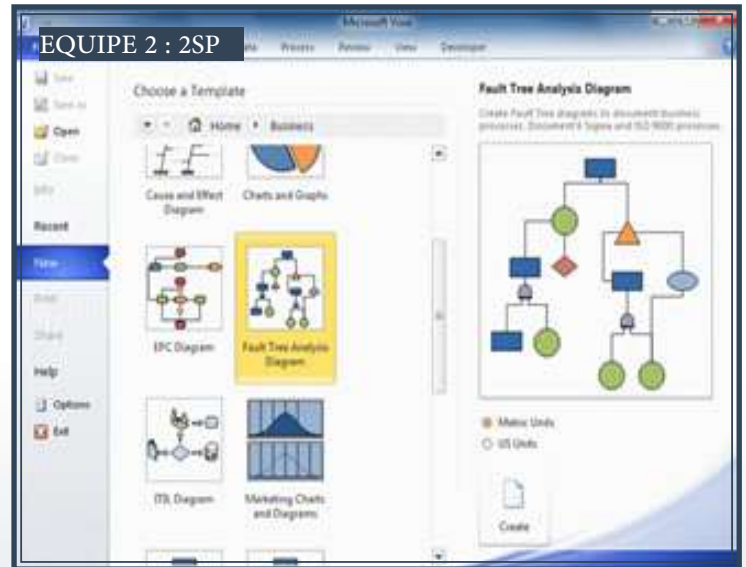 Microsoft Visio
EQUIPE 2 : 2SP
Process Review View Developer
Save
Save As
Open
Close
Info
Recent
New
Print
Share
Help
Options
Exit
Choose a Template
Home Business
Cause and Effect
Diagram
Charts and Graphs
EPC Diagram
Fault Tree Analysis
Diagram
ITIL Diagram
Marketing Charts
and Diagrams
Fault Tree Analysis Diagram
Create Fault Tree diagrams to document business
processes. Document 6 Sigma and ISO 9000 processes.
Metric Units
US Units
Create